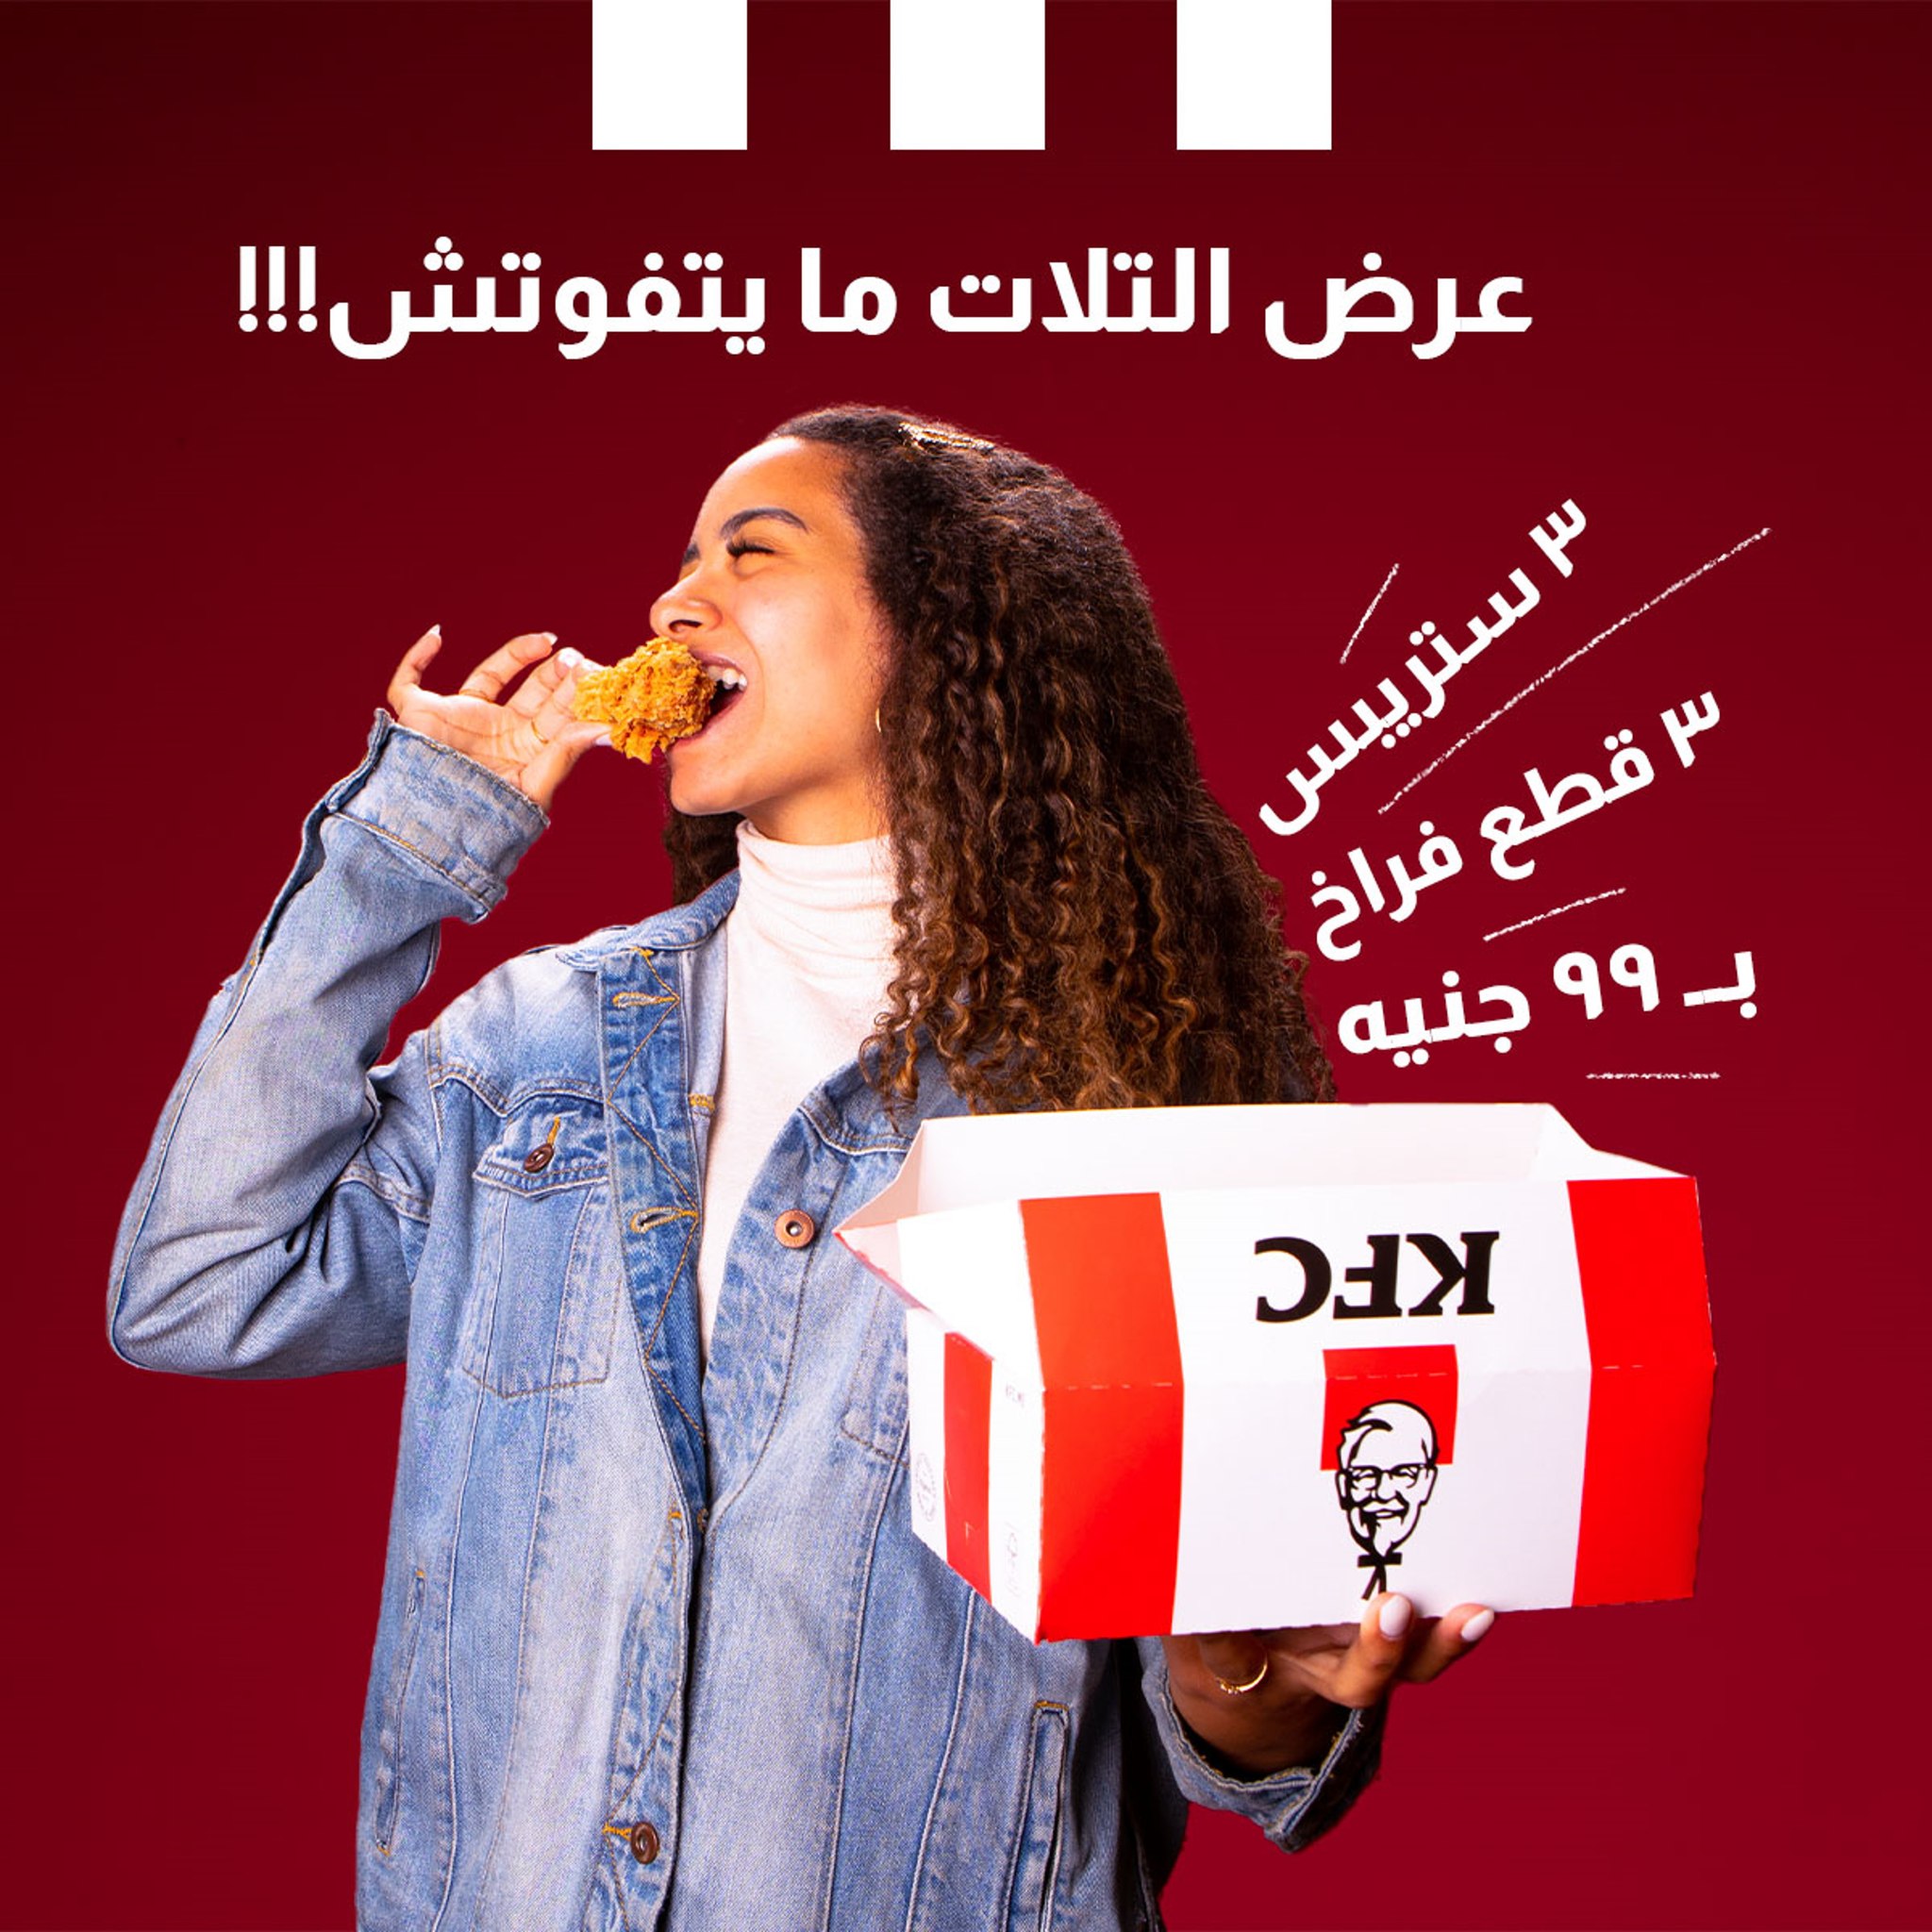 عرض التلات ما يتفوتش!!!
٣ ستريبس
٣ قطع فراخ
بـ ٩٩ جنيه
KFC